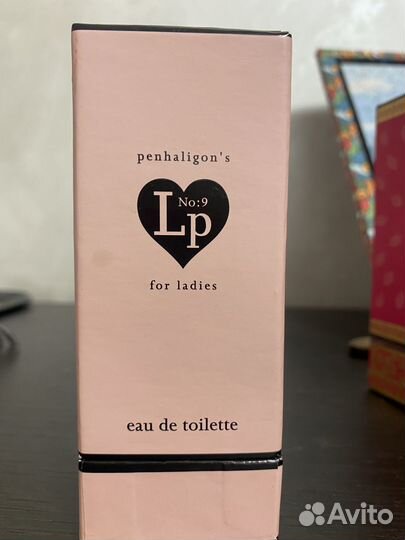 penhaligon's
No:9
Lp
for ladies
eau de toilette
Avito